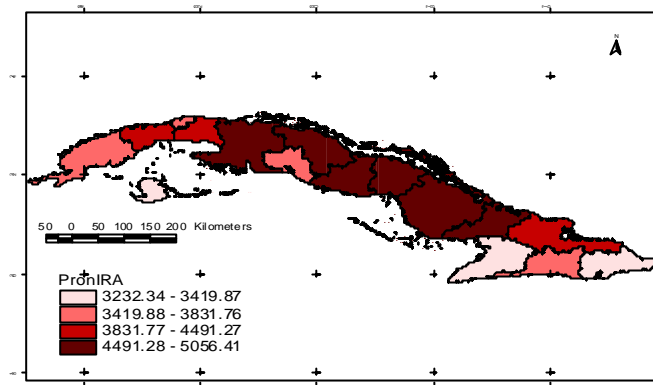 N
50 0 50 100 150 200 Kilometers
PronIRA
3232.34 - 3419.87
3419.88 - 3831.76
3831.77 - 4491.27
4491.28 - 5056.41